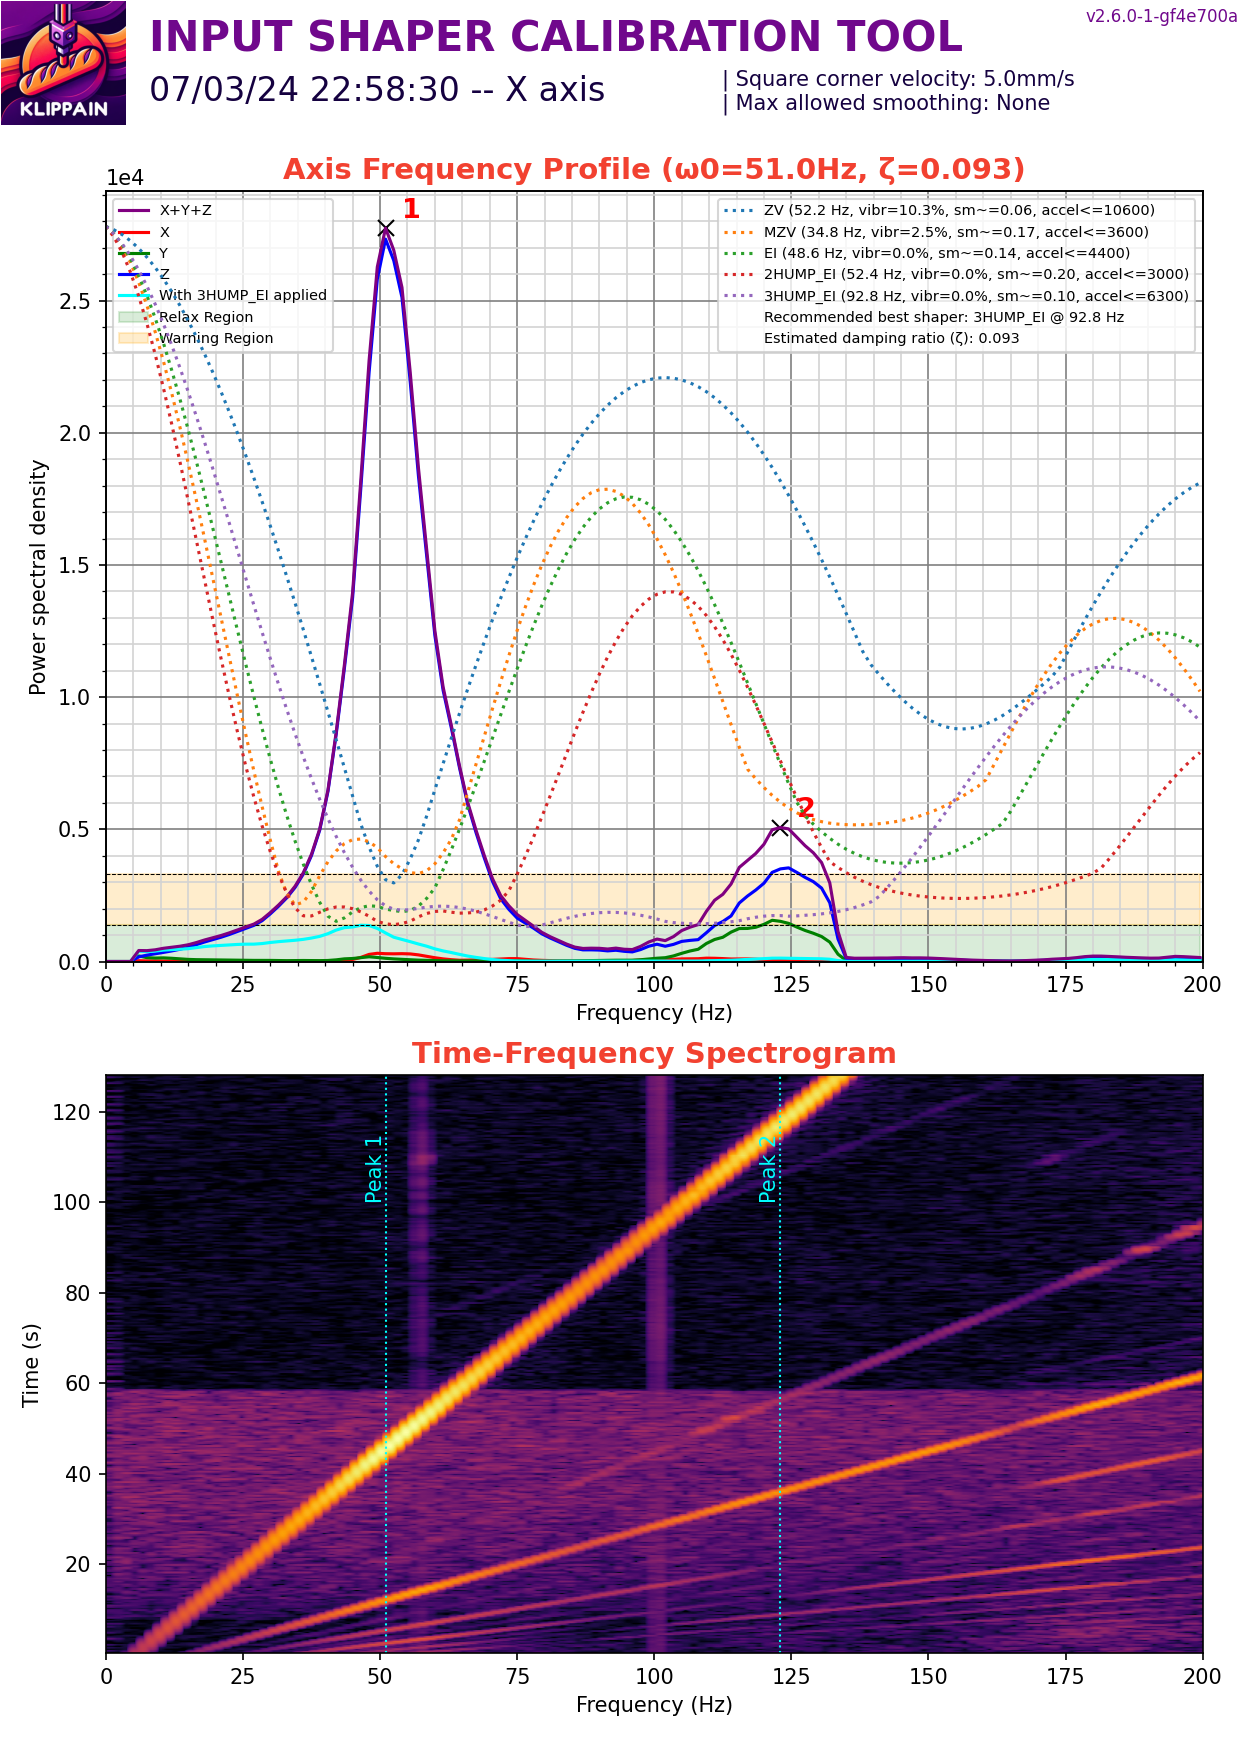 v2.6.0-1-gf4e700a
INPUT SHAPER CALIBRATION TOOL
07/03/24 22:58:30 -- X axis
| Square corner velocity: 5.0mm/s
| Max allowed smoothing: None
KLIPPAIN
Axis Frequency Profile (ω0=51.0Hz, ζ=0.093)
1e4
X+Y+Z
X
Y
Z
With 3HUMP_EI applied
Relax Region
Warning Region
1
ZV (52.2 Hz, vibr=10.3%, sm~=0.06, accel<=10600)
MZV (34.8 Hz, vibr=2.5%, sm~=0.17, accel<=3600)
EI (48.6 Hz, vibr=0.0%, sm~=0.14, accel<=4400)
2HUMP_EI (52.4 Hz, vibr=0.0%, sm~=0.20, accel<=3000)
3HUMP_EI (92.8 Hz, vibr=0.0%, sm~=0.10, accel<=6300)
Recommended best shaper: 3HUMP_EI @ 92.8 Hz
Estimated damping ratio (ζ): 0.093
2.5
2.0
1.5
1.0
0.5
0.0
Power spectral density
2
0 25 50 75 100 125 150 175 200
Frequency (Hz)
Time-Frequency Spectrogram
120
100
80
60
40
20
Time (s)
Peak 1
Peak 2
0 25 50 75 100 125 150 175 200
Frequency (Hz)